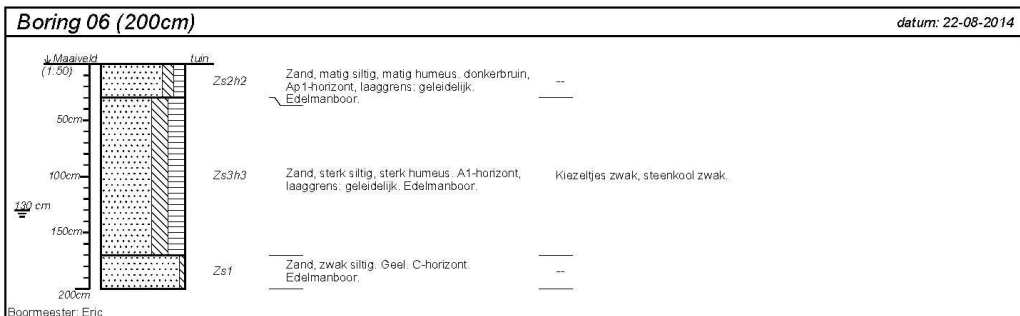 Boring 06 (200cm)
datum: 22-08-2014
Maaiveld
tuin
(1:50)
Zs2h2
Zand, matig siltig, matig humeus. donkerbruin,
Ap1-horizont, laaggrens: geleidelijk.
Edelmanboor.
--
50cm
100cm
Zs3h3
Zand, sterk siltig, sterk humeus. A1-horizont,
laaggrens: geleidelijk. Edelmanboor.
Kiezeltjes zwak, steenkool zwak.
130 cm
150cm
Zs1
Zand, zwak siltig. Geel. C-horizont.
Edelmanboor.
--
200cm
Boormeester: Eric